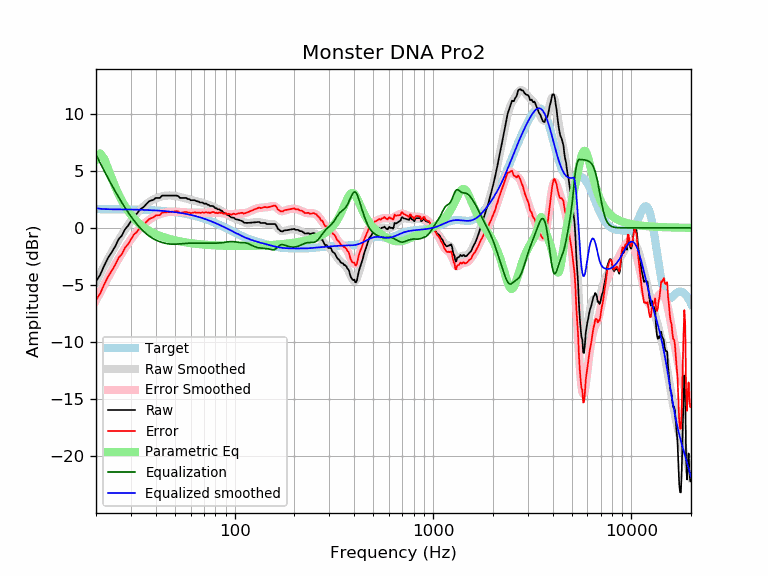 Monster DNA Pro2
Amplitude (dBr)
10
5
0
−5
−10
−15
−20
Target
Raw Smoothed
Error Smoothed
Raw
Error
Parametric Eq
Equalization
Equalized smoothed
100
1000
10000
Frequency (Hz)